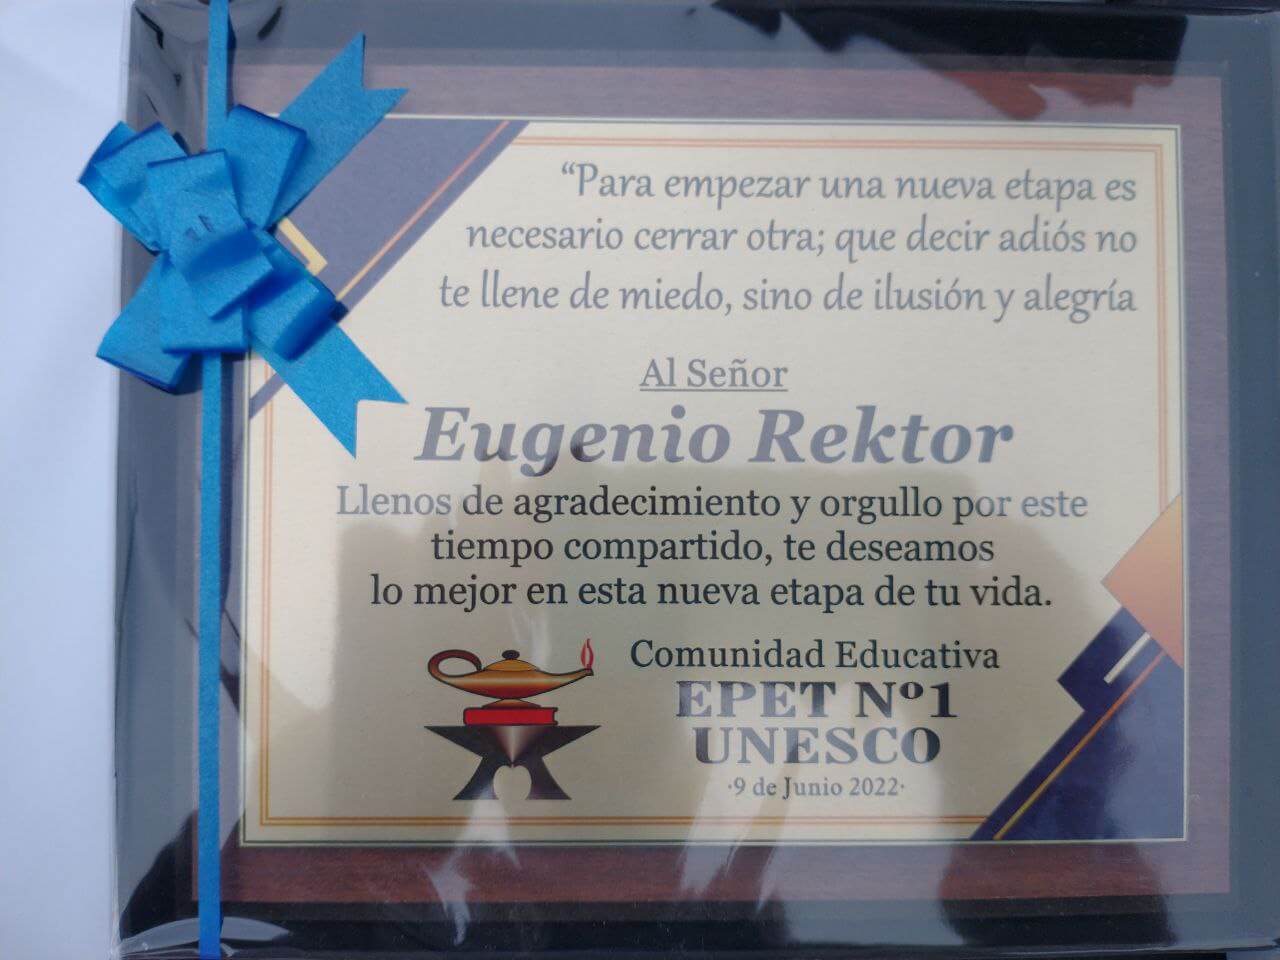 “Para empezar una nueva etapa es
necesario cerrar otra; que decir adiós no
te llene de miedo, sino de ilusión y alegría
Al Señor
Eugenio Rektor
Llenos de agradecimiento y orgullo por este
tiempo compartido, te deseamos
lo mejor en esta nueva etapa de tu vida.
Comunidad Educativa
EPET Nº1
UNESCO
·9 de Junio 2022·